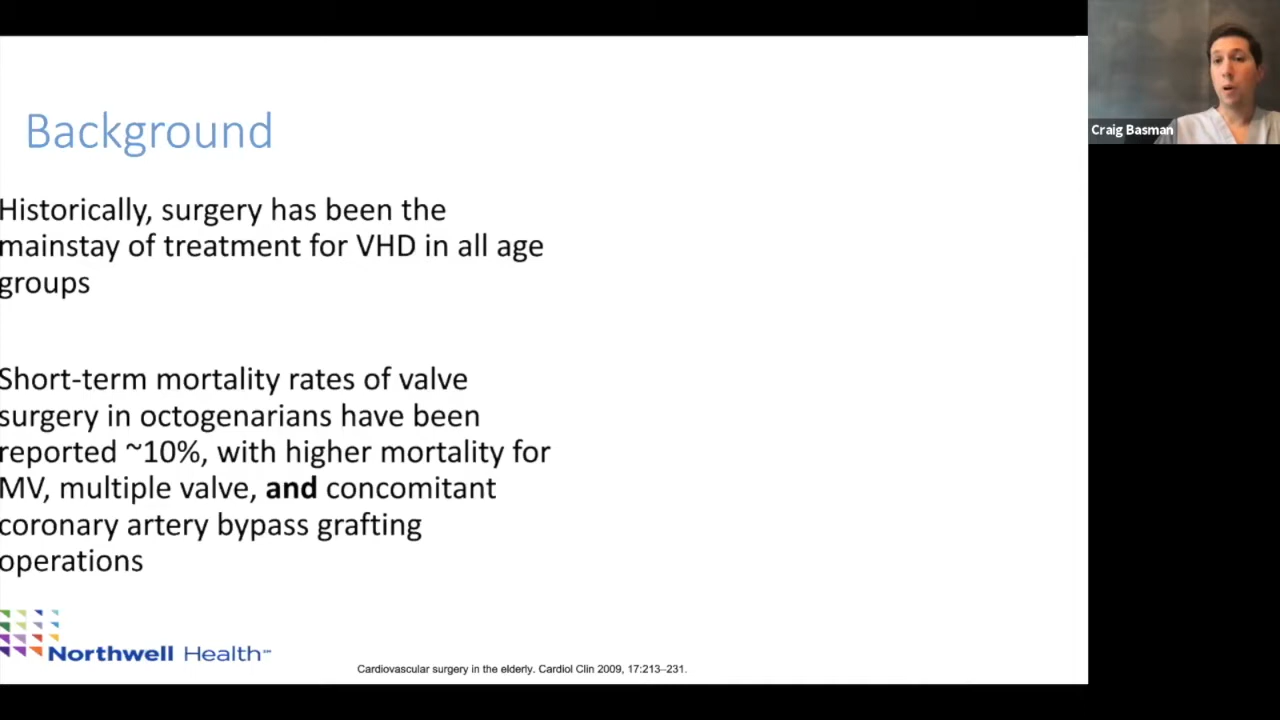 Background
Historically, surgery has been the
mainstay of treatment for VHD in all age
groups
Short-term mortality rates of valve
surgery in octogenarians have been
reported ~10%, with higher mortality for
MV, multiple valve, and concomitant
coronary artery bypass grafting
operations
Northwell Health℠
Cardiovascular surgery in the elderly. Cardiol Clin 2009, 17:213–231.
Craig Basman